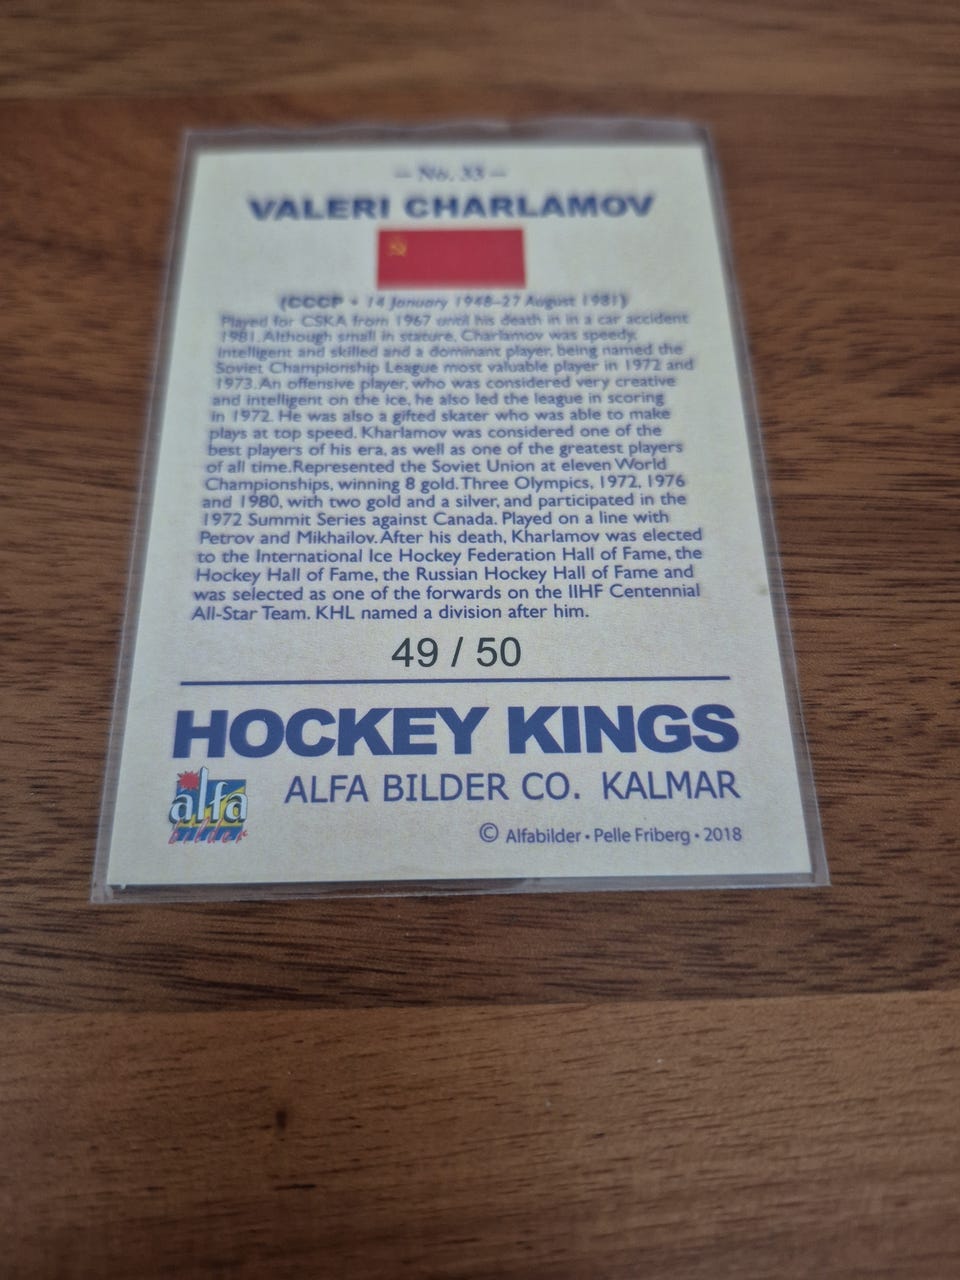 – No. 33 –
VALERI CHARLAMOV
(CCCP • 14 January 1948–27 August 1981)
Played for CSKA from 1967 until his death in in a car accident
1981. Although small in stature, Charlamov was speedy,
intelligent and skilled and a dominant player, being named the
Soviet Championship League most valuable player in 1972 and
1973. An offensive player, who was considered very creative
and intelligent on the ice, he also led the league in scoring
in 1972. He was also a gifted skater who was able to make
plays at top speed. Kharlamov was considered one of the
best players of his era, as well as one of the greatest players
of all time.Represented the Soviet Union at eleven World
Championships, winning 8 gold. Three Olympics, 1972, 1976
and 1980, with two gold and a silver, and participated in the
1972 Summit Series against Canada. Played on a line with
Petrov and Mikhailov. After his death, Kharlamov was elected
to the International Ice Hockey Federation Hall of Fame, the
Hockey Hall of Fame, the Russian Hockey Hall of Fame and
was selected as one of the forwards on the IIHF Centennial
All-Star Team. KHL named a division after him.
49 / 50
HOCKEY KINGS
alfa
bilder
ALFA BILDER CO. KALMAR
© Alfabilder • Pelle Friberg • 2018